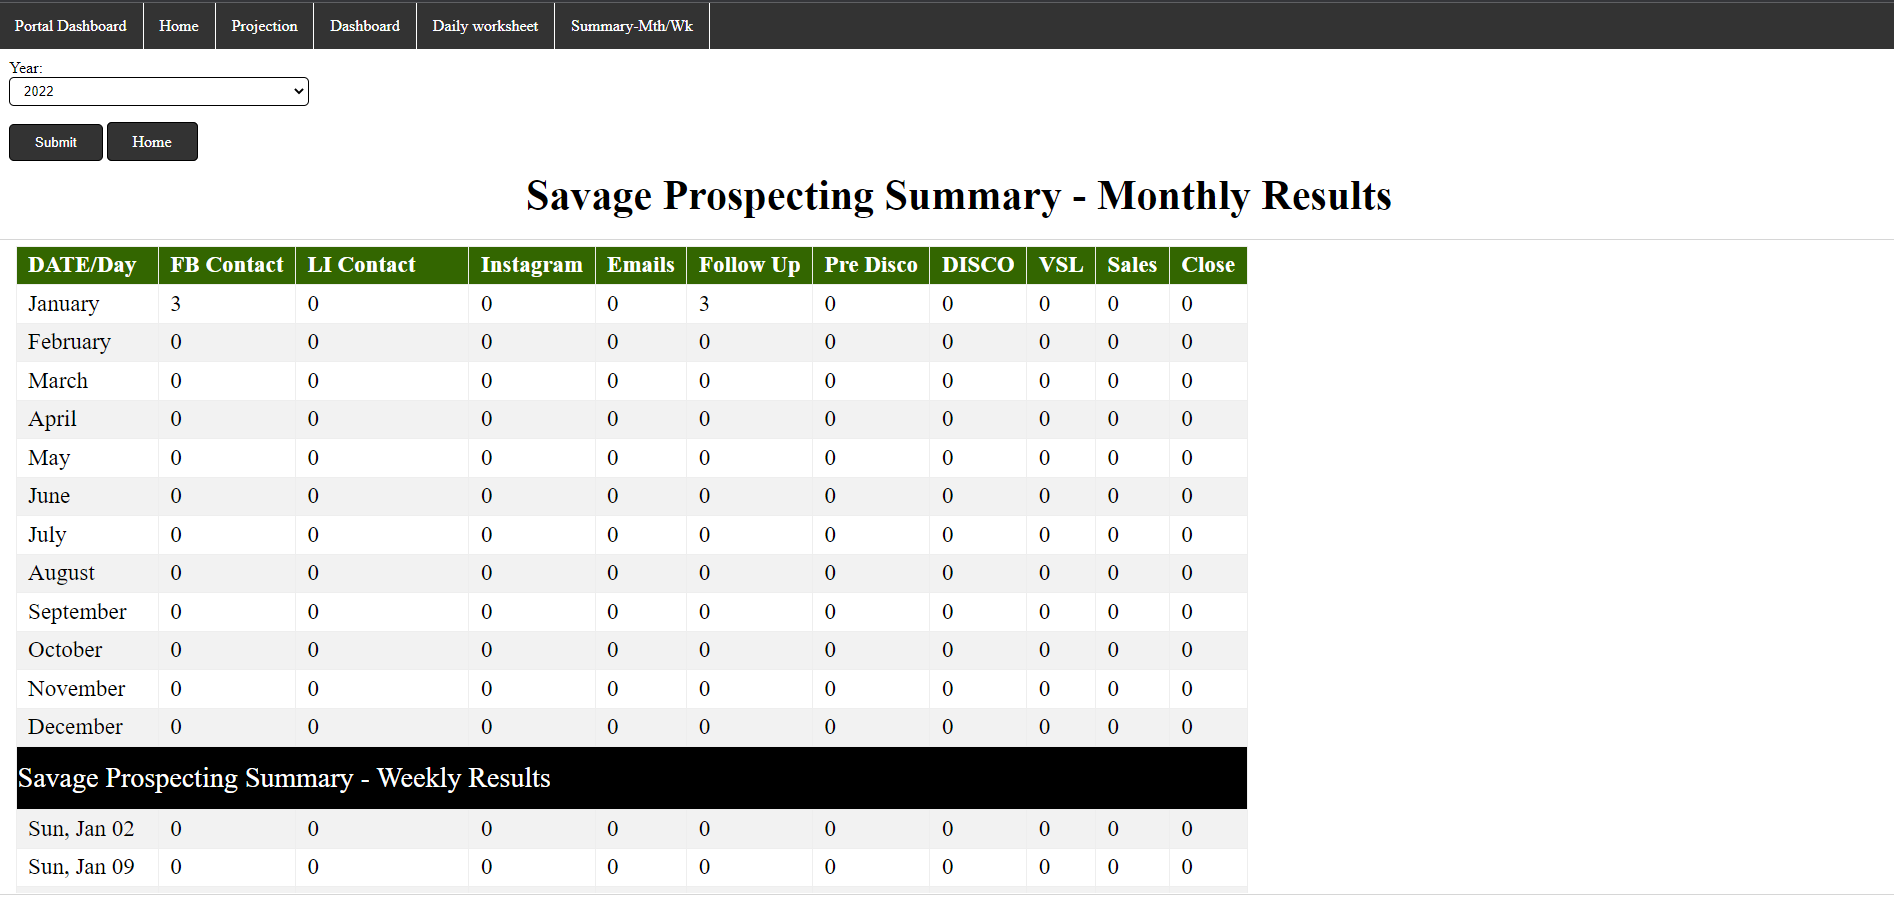 Portal Dashboard Home Projection Dashboard Daily worksheet Summary-Mth/Wk
Year:
2022
Submit Home
Savage Prospecting Summary - Monthly Results
DATE/Day FB Contact LI Contact Instagram Emails Follow Up Pre Disco DISCO VSL Sales Close
January 3 0 0 0 3 0 0 0 0 0
February 0 0 0 0 0 0 0 0 0 0
March 0 0 0 0 0 0 0 0 0 0
April 0 0 0 0 0 0 0 0 0 0
May 0 0 0 0 0 0 0 0 0 0
June 0 0 0 0 0 0 0 0 0 0
July 0 0 0 0 0 0 0 0 0 0
August 0 0 0 0 0 0 0 0 0 0
September 0 0 0 0 0 0 0 0 0 0
October 0 0 0 0 0 0 0 0 0 0
November 0 0 0 0 0 0 0 0 0 0
December 0 0 0 0 0 0 0 0 0 0
Savage Prospecting Summary - Weekly Results
Sun, Jan 02 0 0 0 0 0 0 0 0 0 0
Sun, Jan 09 0 0 0 0 0 0 0 0 0 0